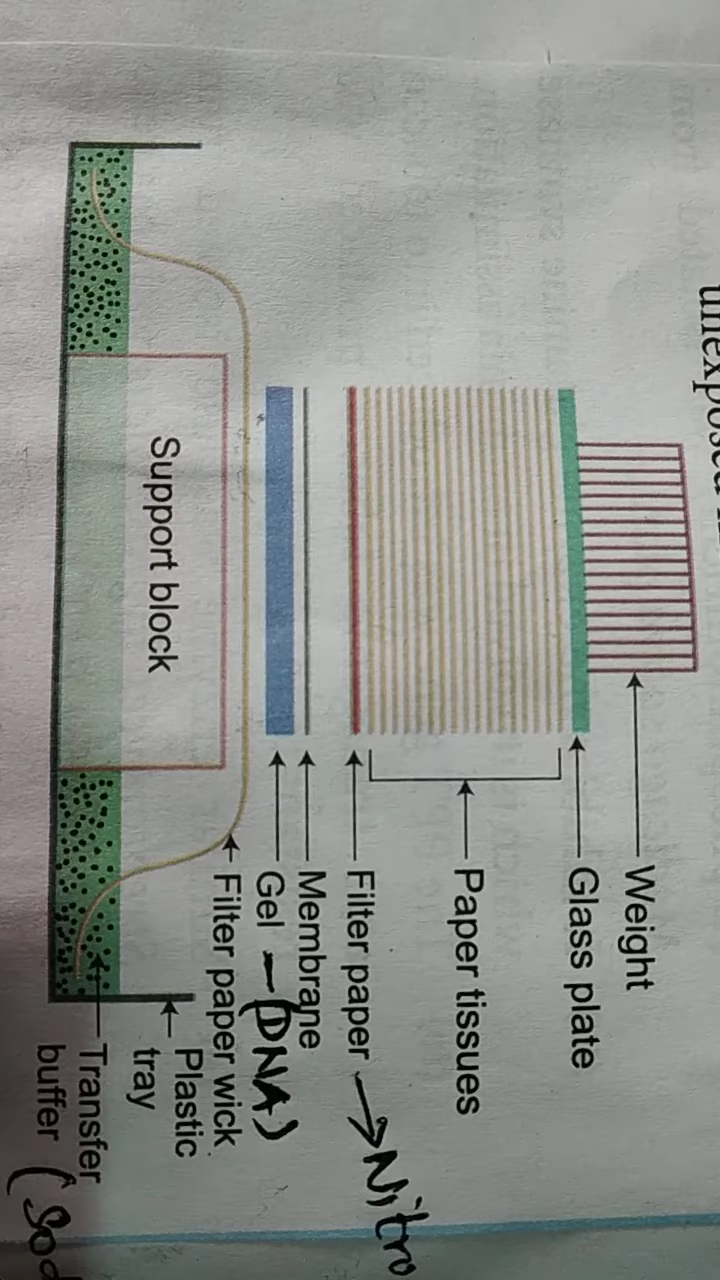 Weight
Glass plate
Paper tissues
Filter paper → Nitro
Membrane
Gel – (DNA)
Filter paper wick
Plastic
tray
Transfer
buffer (Sod
Support block